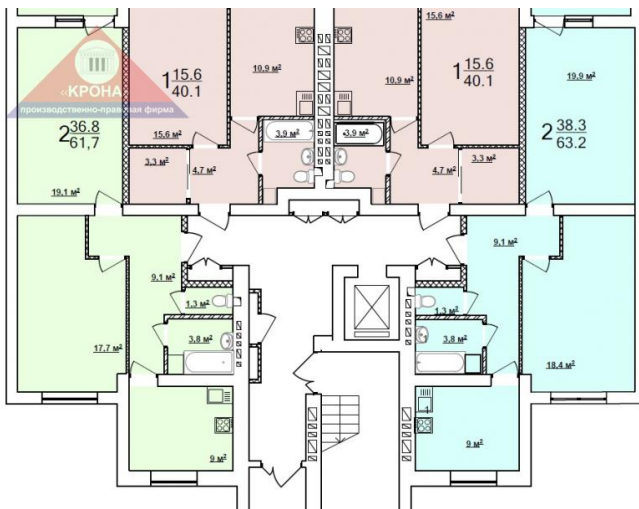 15.6 м²
15.6 м²
1 15.6
40.1
10.9 м²
10.9 м²
1 15.6
40.1
19.9 м²
«КРОНА
производственно-правовая фирма
2 36.8
61,7
15.6 м²
3,9 м²
3.9 м²
2 38.3
63.2
3.3 м²
4.7 м²
4.7 м²
3.3 м²
19.1 м²
9.1 м²
9.1 м²
1.3 м²
1.3 м²
17.7 м²
3.8 м²
3.8 м²
18.4 м²
1
9 м²
9 м²